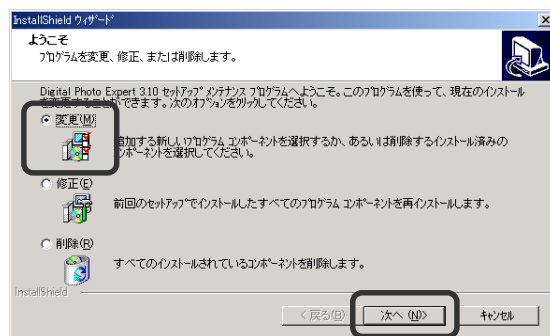 InstallShield ウィザード
ようこそ
プログラムを変更、修正、または削除します。
Digital Photo Expert 3.10 セットアップ メンテナンス プログラムへようこそ。このプログラムを使って、現在のインストール
を変更することができます。次のオプションをクリックしてください。
変更(M)
追加する新しいプログラム コンポーネントを選択するか、あるいは削除するインストール済みの
コンポーネントを選択してください。
修正(E)
前回のセットアップでインストールしたすべてのプログラム コンポーネントを再インストールします。
削除(R)
すべてのインストールされているコンポーネントを削除します。
InstallShield
< 戻る(B) 次へ (N)> キャンセル